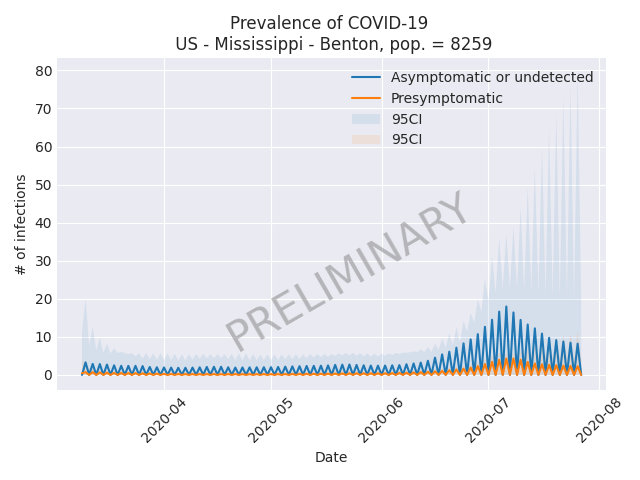 Prevalence of COVID-19
US - Mississippi - Benton, pop. = 8259
80
70
60
50
40
30
20
10
0
# of infections
Asymptomatic or undetected
Presymptomatic
95CI
95CI
PRELIMINARY
2020-04
2020-05
2020-06
2020-07
2020-08
Date